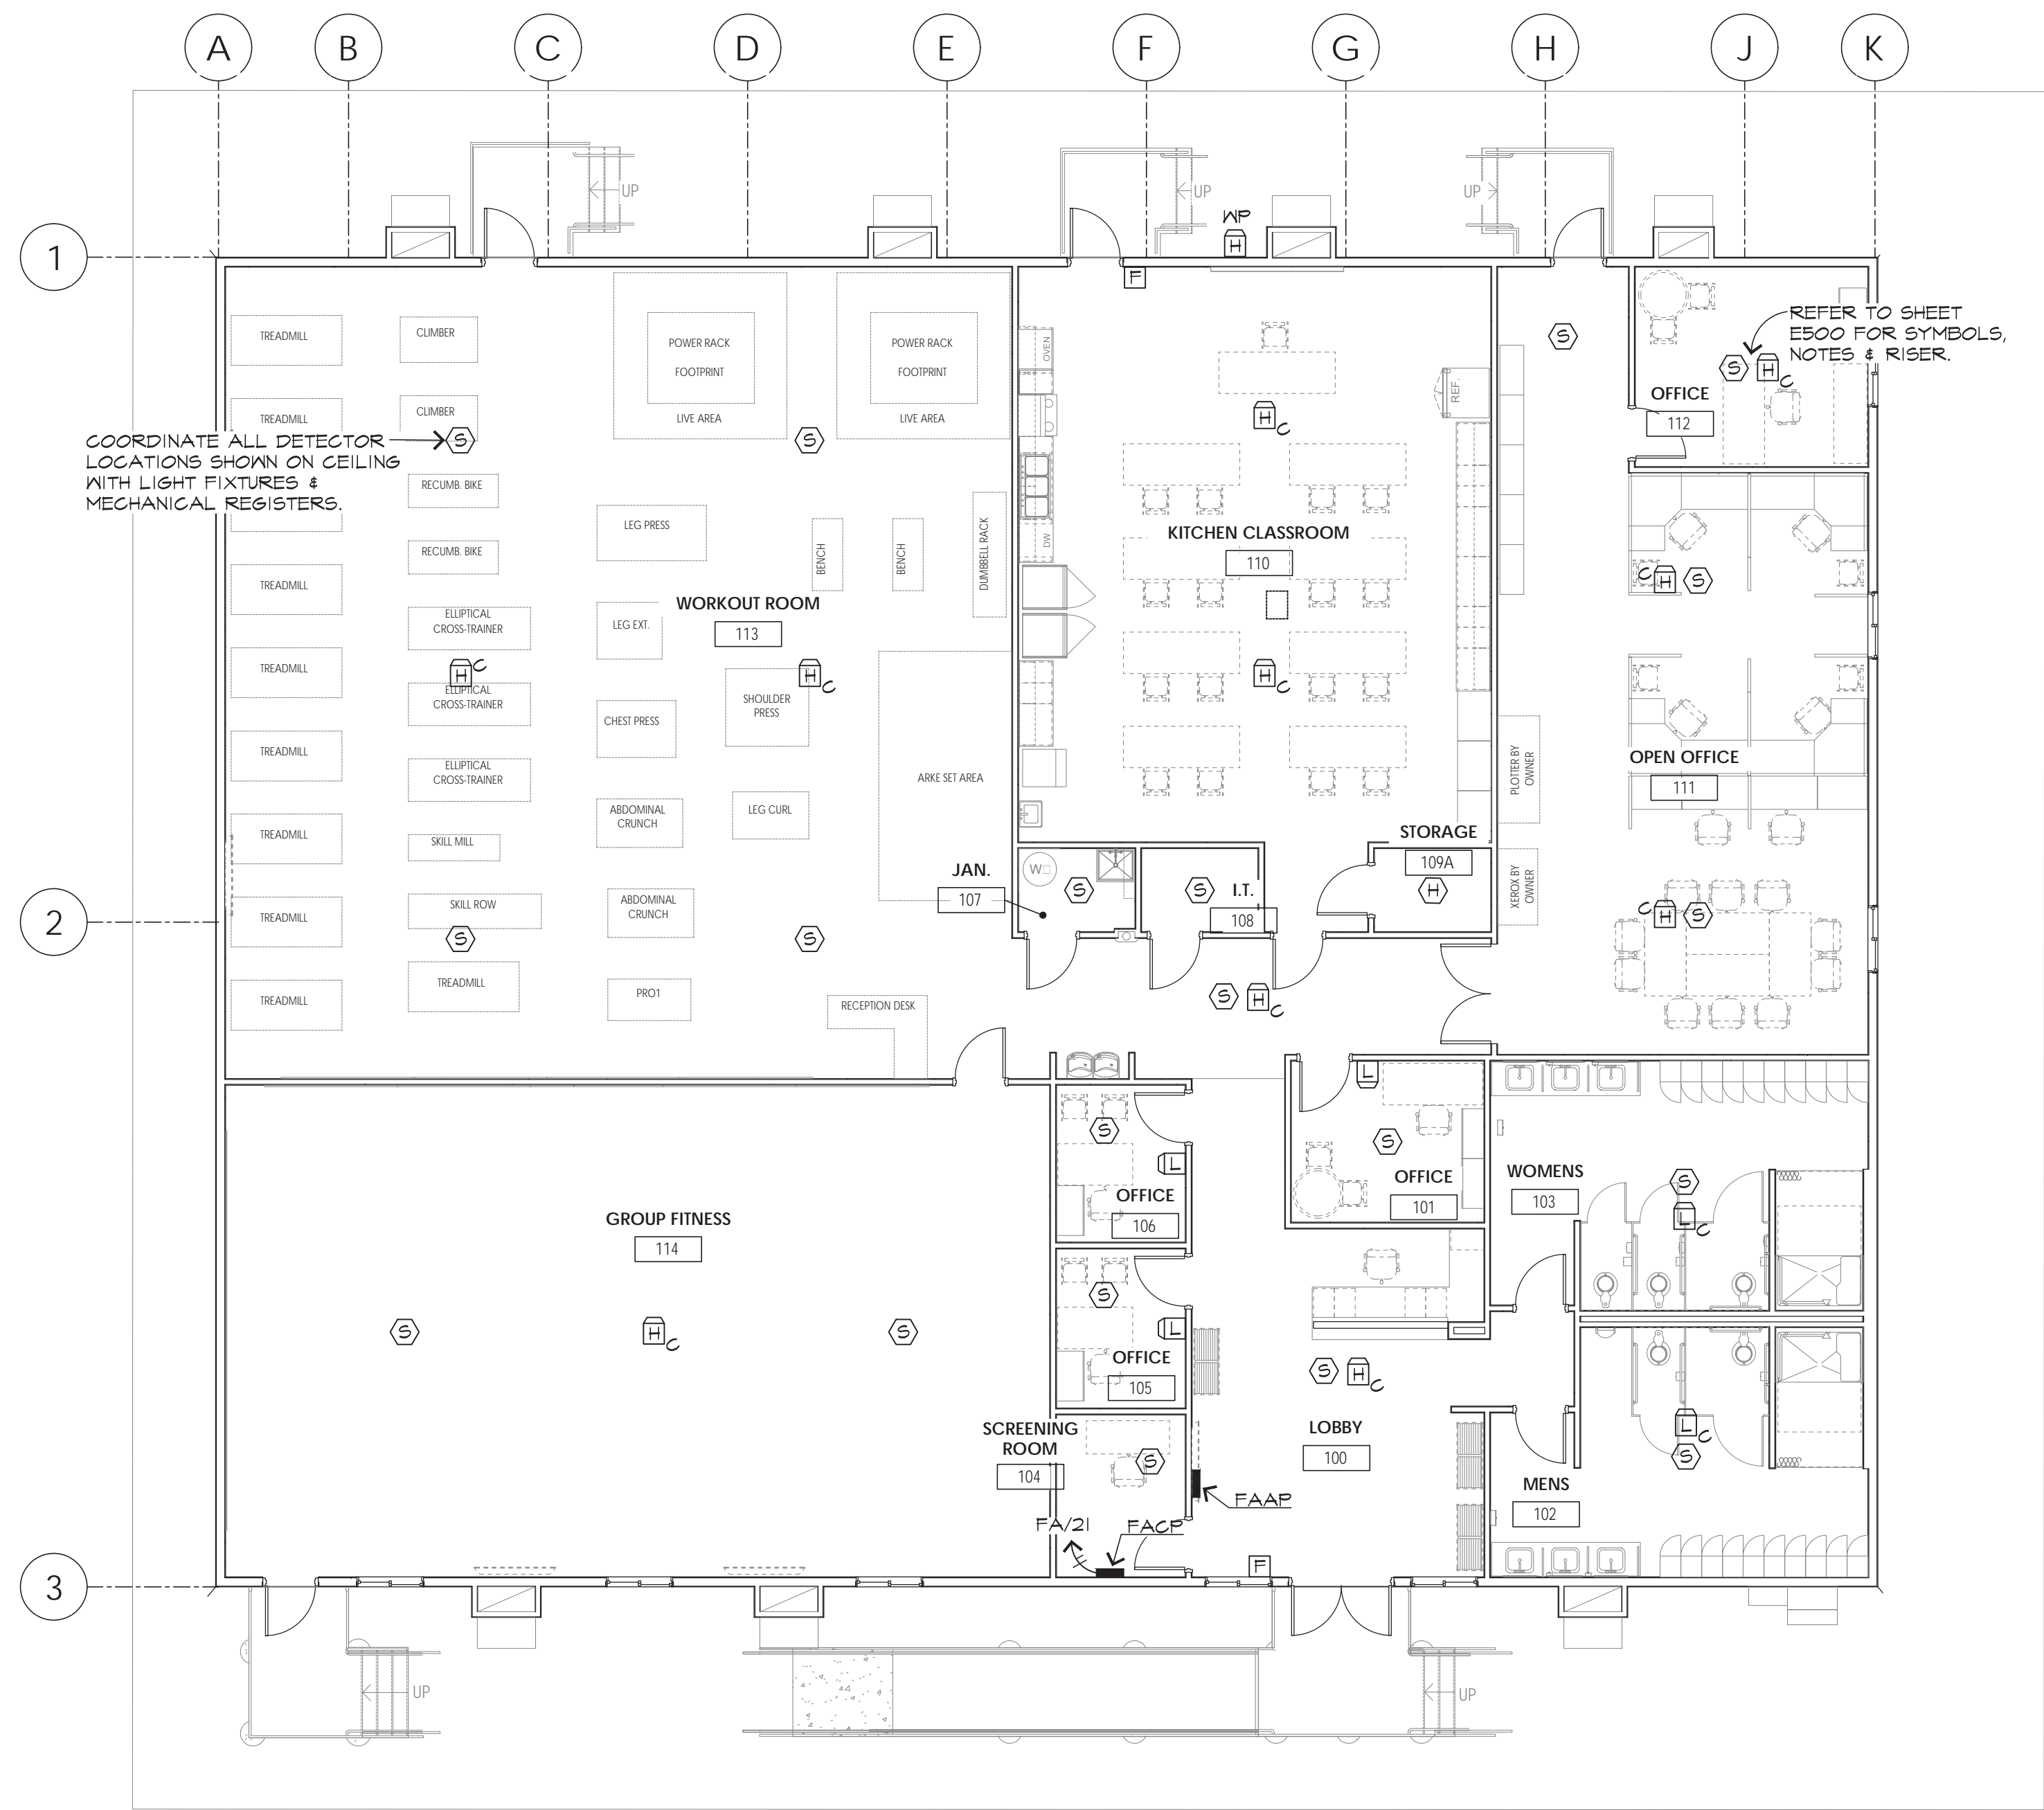 A B C D E F G H J K
UP
UP
UP
WP
H
1
F
TREADMILL
CLIMBER
POWER RACK
FOOTPRINT
LIVE AREA
POWER RACK
FOOTPRINT
LIVE AREA
OVEN
REF.
S
REFER TO SHEET
E500 FOR SYMBOLS,
NOTES & RISER.
S H C
OFFICE
112
TREADMILL
CLIMBER
COORDINATE ALL DETECTOR
LOCATIONS SHOWN ON CEILING
WITH LIGHT FIXTURES &
MECHANICAL REGISTERS.
S
S
H C
RECUMB. BIKE
LEG PRESS
BENCH
BENCH
DUMBBELL RACK
DW
KITCHEN CLASSROOM
110
RECUMB. BIKE
TREADMILL
C H S
ELLIPTICAL
CROSS-TRAINER
LEG EXT.
WORKOUT ROOM
113
TREADMILL
H C
H C
H C
ELLIPTICAL
CROSS-TRAINER
CHEST PRESS
SHOULDER
PRESS
TREADMILL
ELLIPTICAL
CROSS-TRAINER
ARKE SET AREA
PLOTTER BY
OWNER
OPEN OFFICE
111
ABDOMINAL
CRUNCH
LEG CURL
TREADMILL
SKILL MILL
STORAGE
109A
H
JAN.
107
W
S
S
I.T.
108
XEROX BY
OWNER
C H S
2
TREADMILL
SKILL ROW
ABDOMINAL
CRUNCH
S
S
TREADMILL
TREADMILL
PRO1
RECEPTION DESK
S H C
L
S
OFFICE
101
S
L
OFFICE
106
WOMENS
103
S
L C
GROUP FITNESS
114
S
H C
S
S
L
OFFICE
105
S H C
LOBBY
100
SCREENING
ROOM
104
S
L C
S
MENS
102
FAAP
FA/21
FACP
F
3
UP
UP